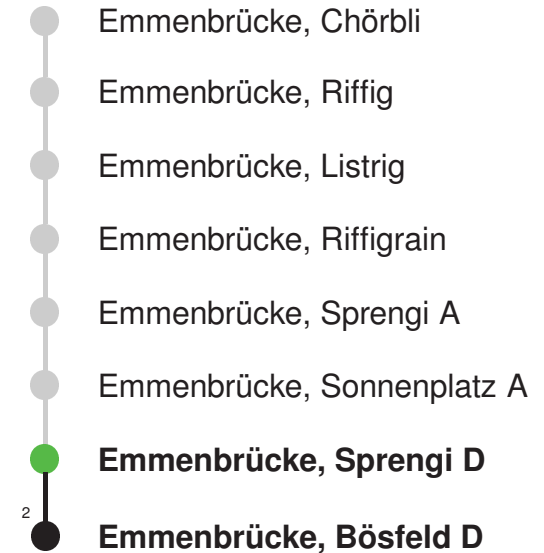 Emmenbrücke, Chörbli
Emmenbrücke, Riffig
Emmenbrücke, Listrig
Emmenbrücke, Riffigrain
Emmenbrücke, Sprengi A
Emmenbrücke, Sonnenplatz A
Emmenbrücke, Sprengi D
2
Emmenbrücke, Bösfeld D